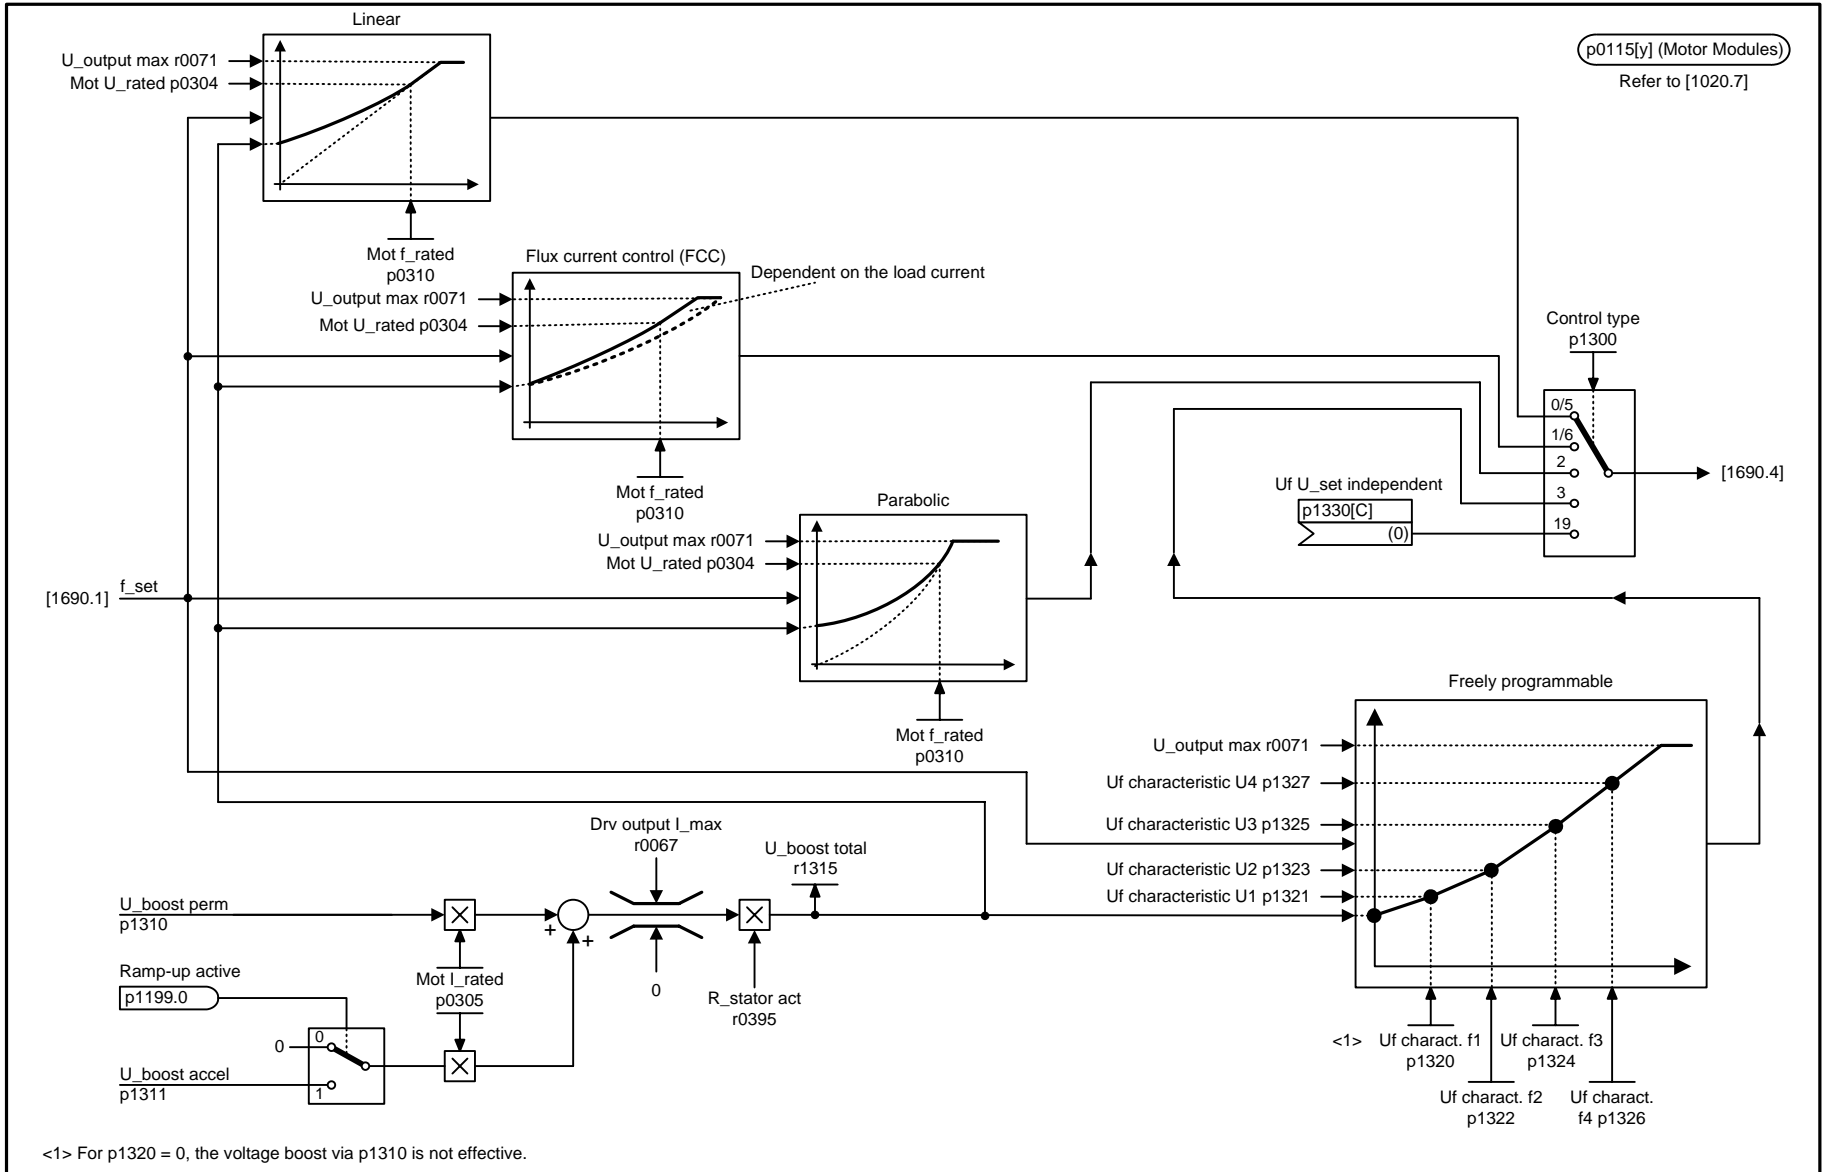 Linear
p0115[y] (Motor Modules)
Refer to [1020.7]
U_output max r0071
Mot U_rated p0304
Mot f_rated
p0310
Flux current control (FCC)
Dependent on the load current
U_output max r0071
Mot U_rated p0304
Mot f_rated
p0310
Control type
p1300
0/5
1/6
2
3
19
[1690.4]
Uf U_set independent
p1330[C]
(0)
Parabolic
U_output max r0071
Mot U_rated p0304
[1690.1]
f_set
Mot f_rated
p0310
Freely programmable
U_output max r0071
Uf characteristic U4 p1327
Uf characteristic U3 p1325
Uf characteristic U2 p1323
Uf characteristic U1 p1321
Drv output I_max
r0067
U_boost total
r1315
U_boost perm
p1310
+
+
Ramp-up active
p1199.0
Mot I_rated
p0305
0
R_stator act
r0395
0
0
1
U_boost accel
p1311
<1>
Uf charact. f1
p1320
Uf charact. f3
p1324
Uf charact. f2
p1322
Uf charact.
f4 p1326
<1> For p1320 = 0, the voltage boost via p1310 is not effective.